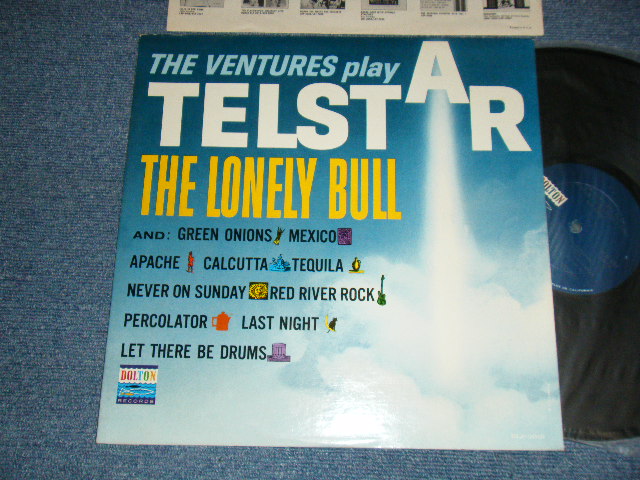 THE VENTURES play
TELSTAR
THE LONELY BULL
AND: GREEN ONIONS MEXICO
APACHE CALCUTTA TEQUILA
NEVER ON SUNDAY RED RIVER ROCK
PERCOLATOR LAST NIGHT
LET THERE BE DRUMS
DOLTON
RECORDS
DOLTON